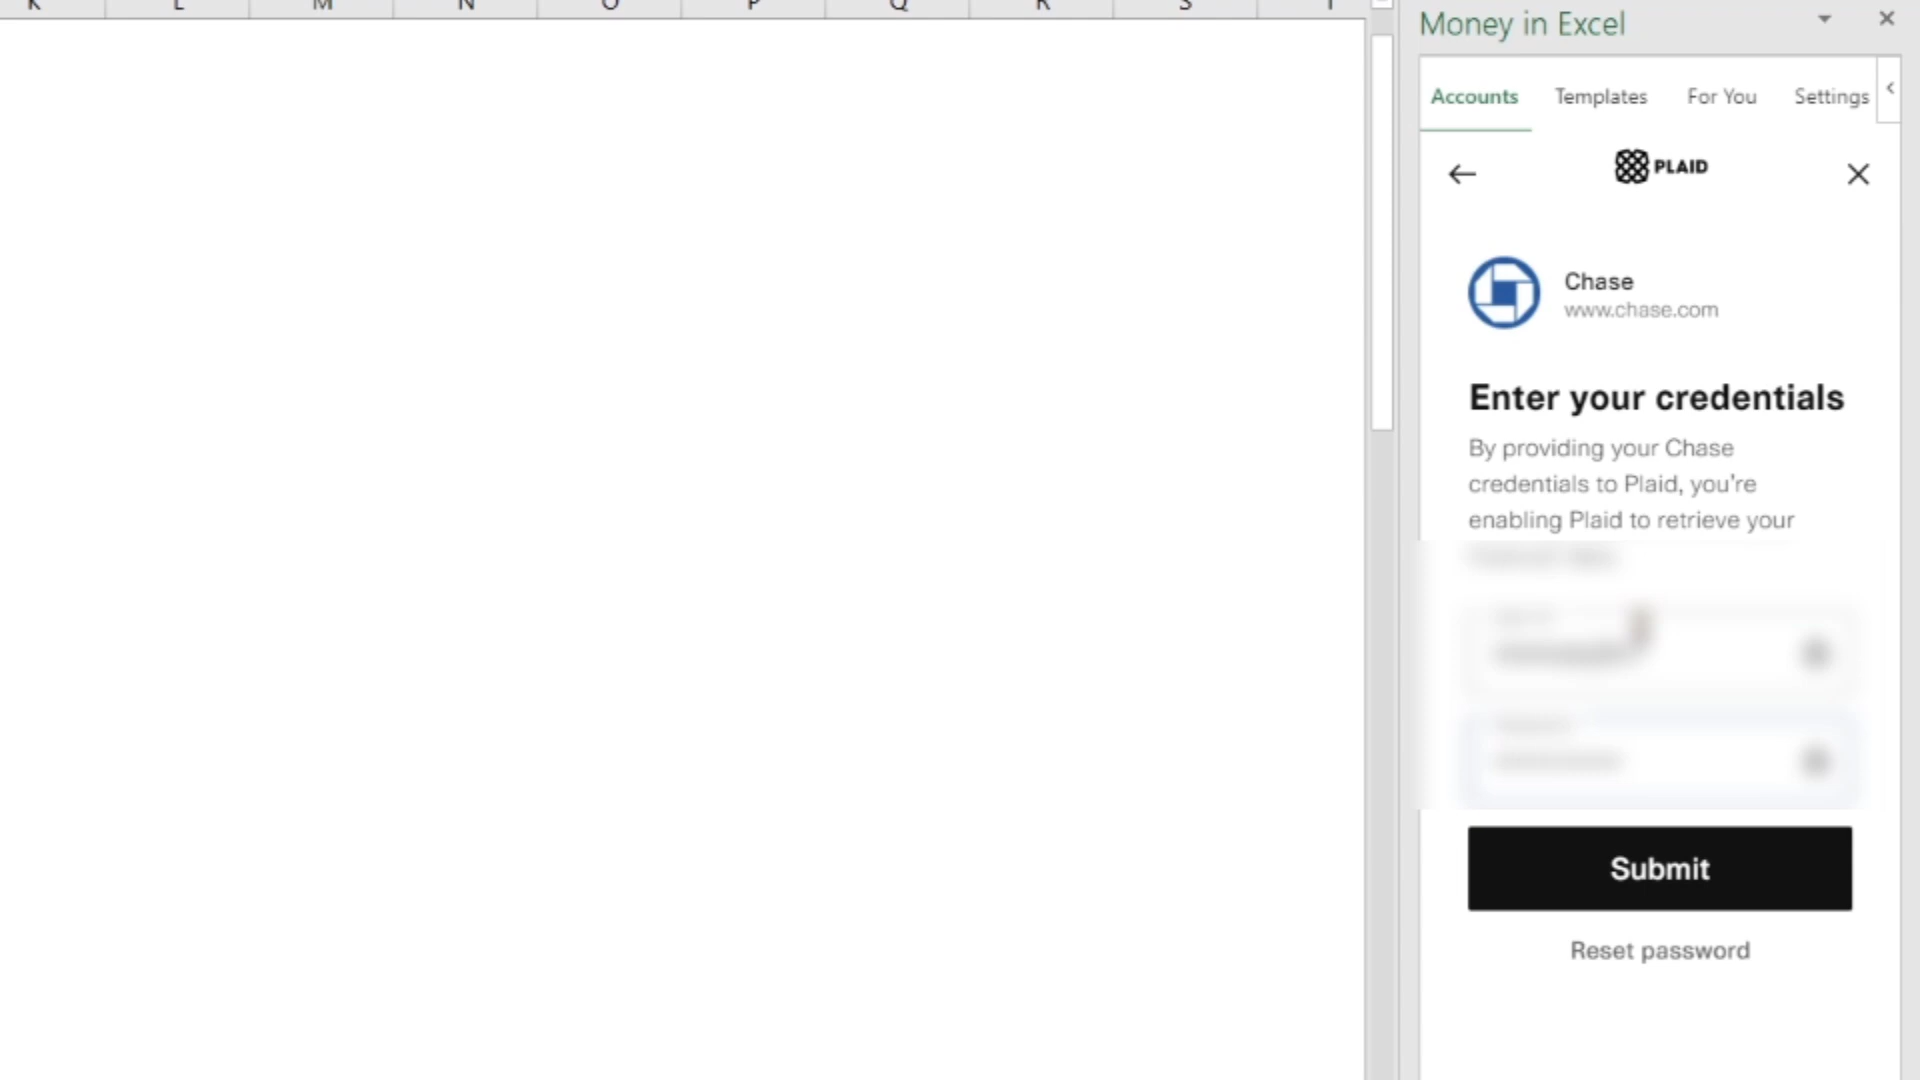 K L M N O P Q R S T
Money in Excel
Accounts Templates For You Settings
PLAID
Chase
www.chase.com
Enter your credentials
By providing your Chase
credentials to Plaid, you're
enabling Plaid to retrieve your
Submit
Reset password